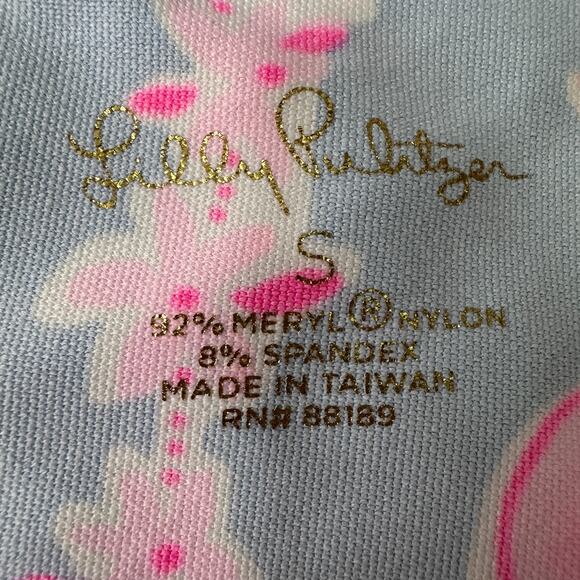 Lilly Pulitzer
S
92% MERYL® NYLON
8% SPANDEX
MADE IN TAIWAN
RN# 88189